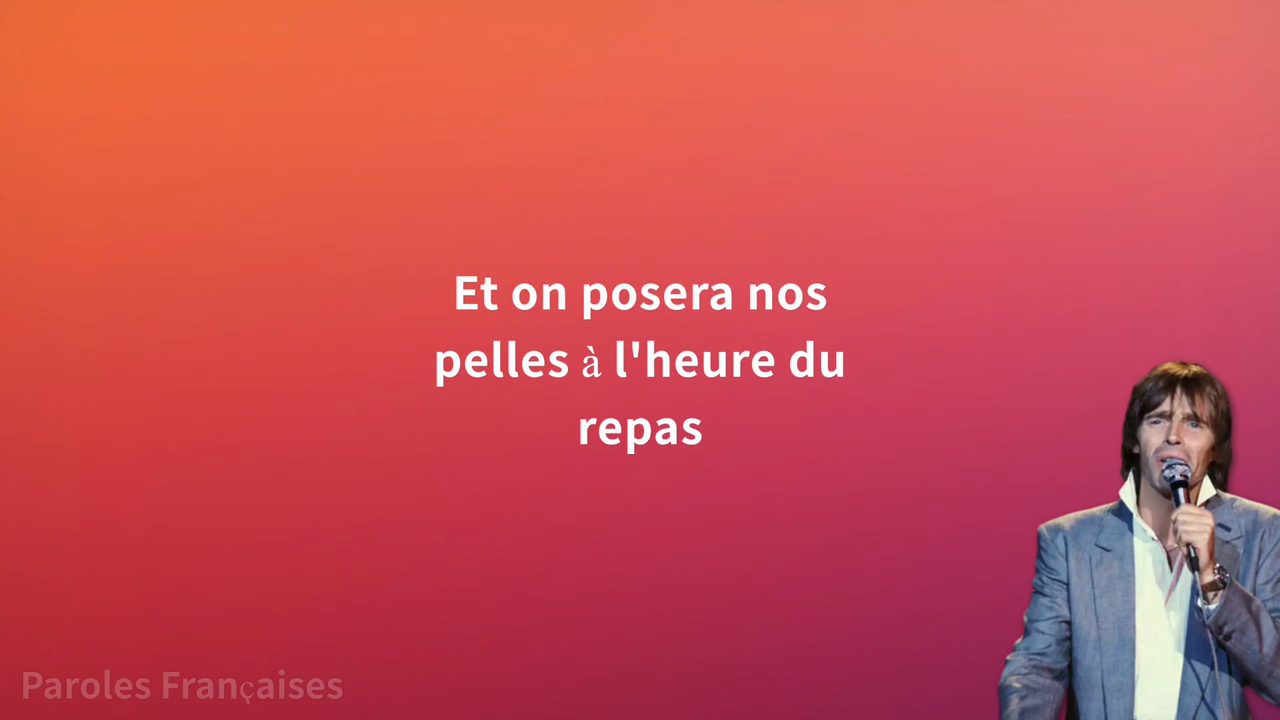 Et on posera nos
pelles à l'heure du
repas
Paroles Françaises